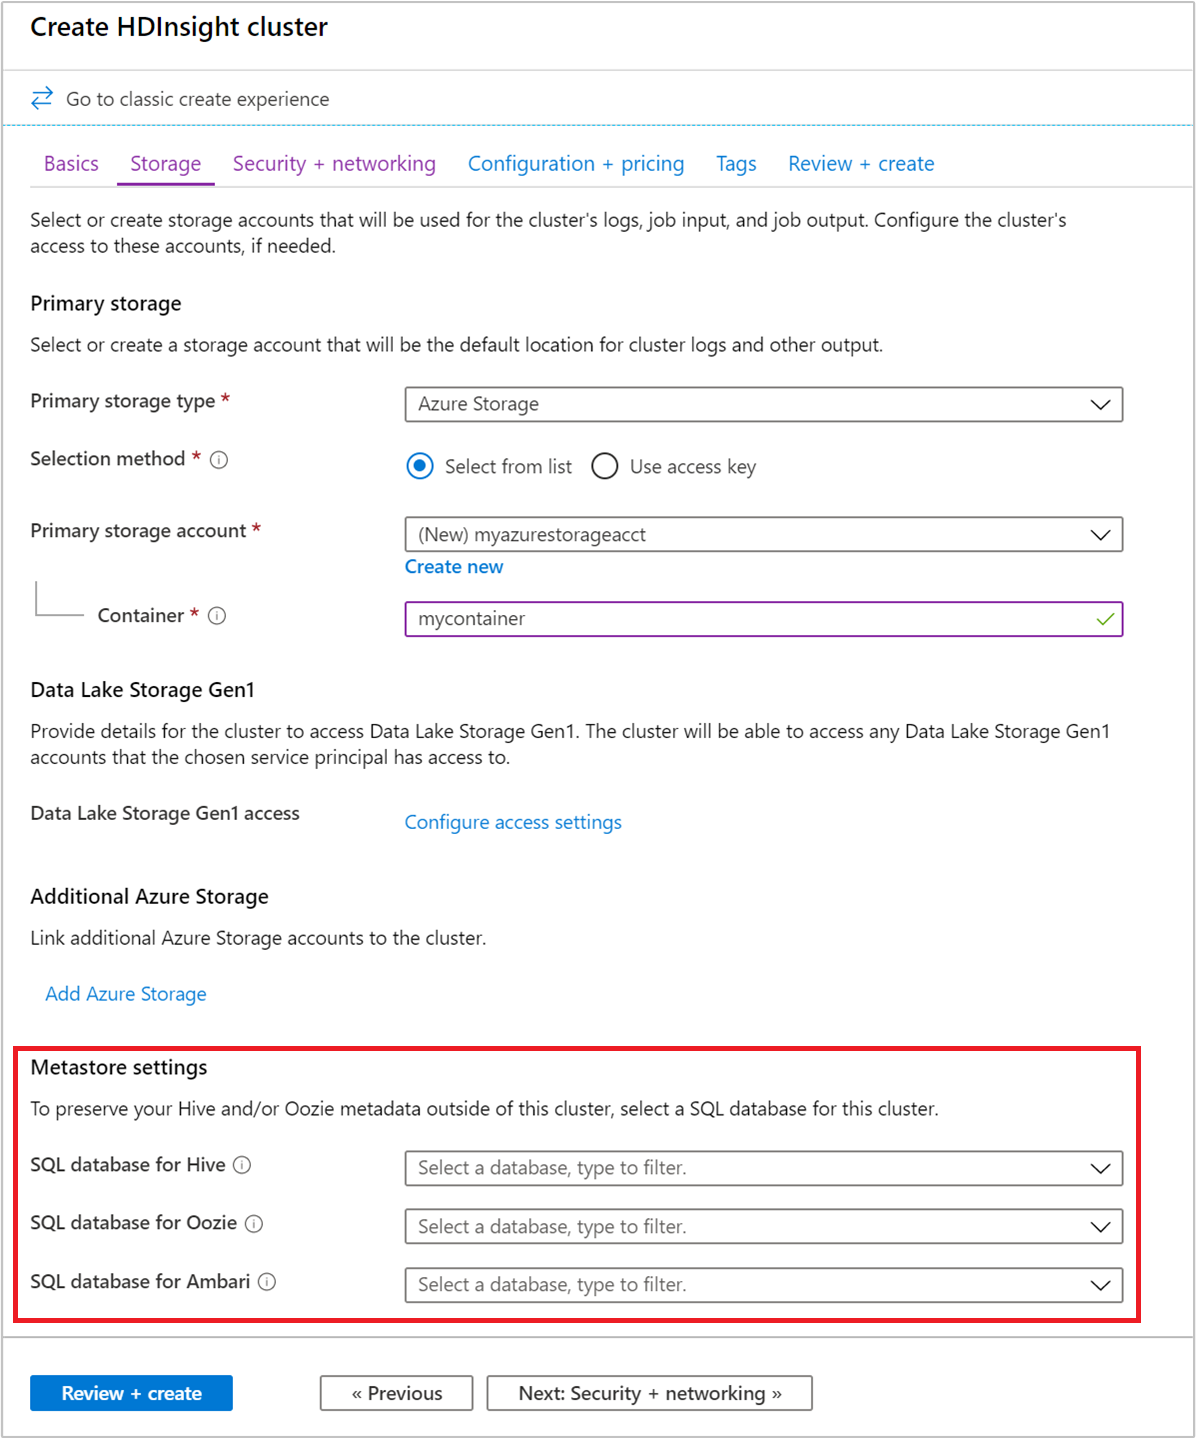 Create HDInsight cluster
Go to classic create experience
Basics Storage Security + networking Configuration + pricing Tags Review + create
Select or create storage accounts that will be used for the cluster's logs, job input, and job output. Configure the cluster's
access to these accounts, if needed.
Primary storage
Select or create a storage account that will be the default location for cluster logs and other output.
Primary storage type * Azure Storage
Selection method * Select from list Use access key
Primary storage account * (New) myazurestorageacct
Create new
Container * mycontainer
Data Lake Storage Gen1
Provide details for the cluster to access Data Lake Storage Gen1. The cluster will be able to access any Data Lake Storage Gen1
accounts that the chosen service principal has access to.
Data Lake Storage Gen1 access Configure access settings
Additional Azure Storage
Link additional Azure Storage accounts to the cluster.
Add Azure Storage
Metastore settings
To preserve your Hive and/or Oozie metadata outside of this cluster, select a SQL database for this cluster.
SQL database for Hive Select a database, type to filter.
SQL database for Oozie Select a database, type to filter.
SQL database for Ambari Select a database, type to filter.
Review + create « Previous Next: Security + networking »